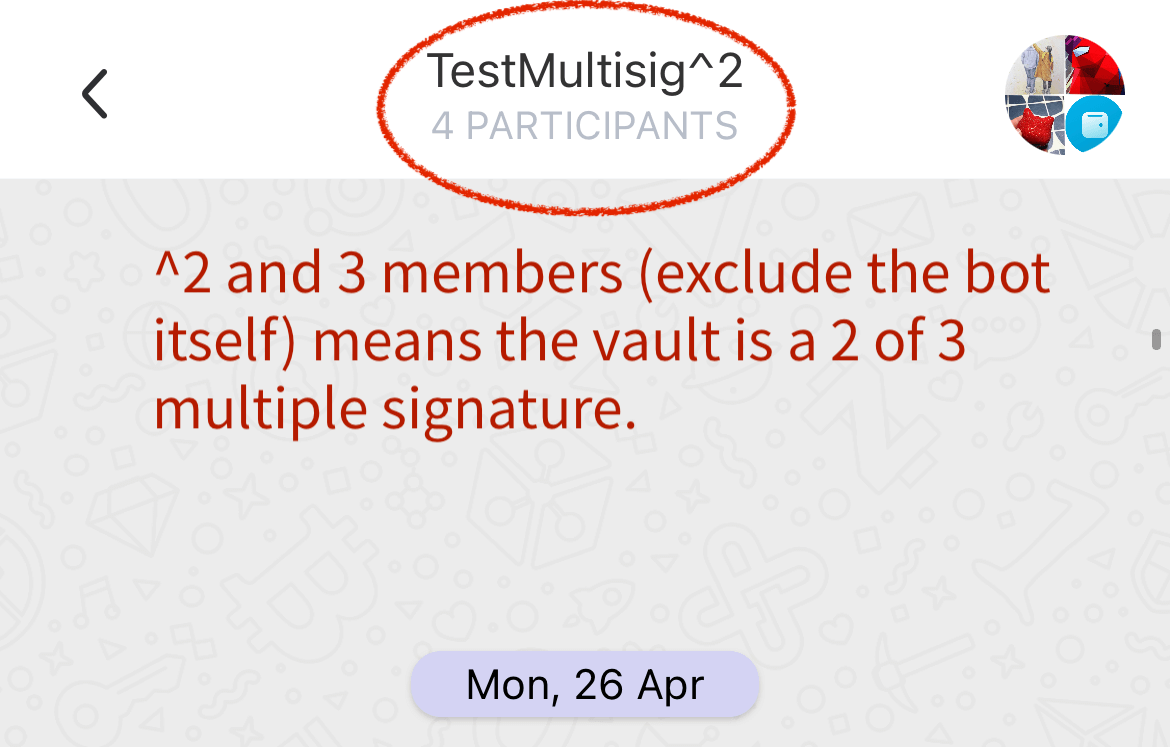 TestMultisig^2
4 PARTICIPANTS
^2 and 3 members (exclude the bot
itself) means the vault is a 2 of 3
multiple signature.
Mon, 26 Apr